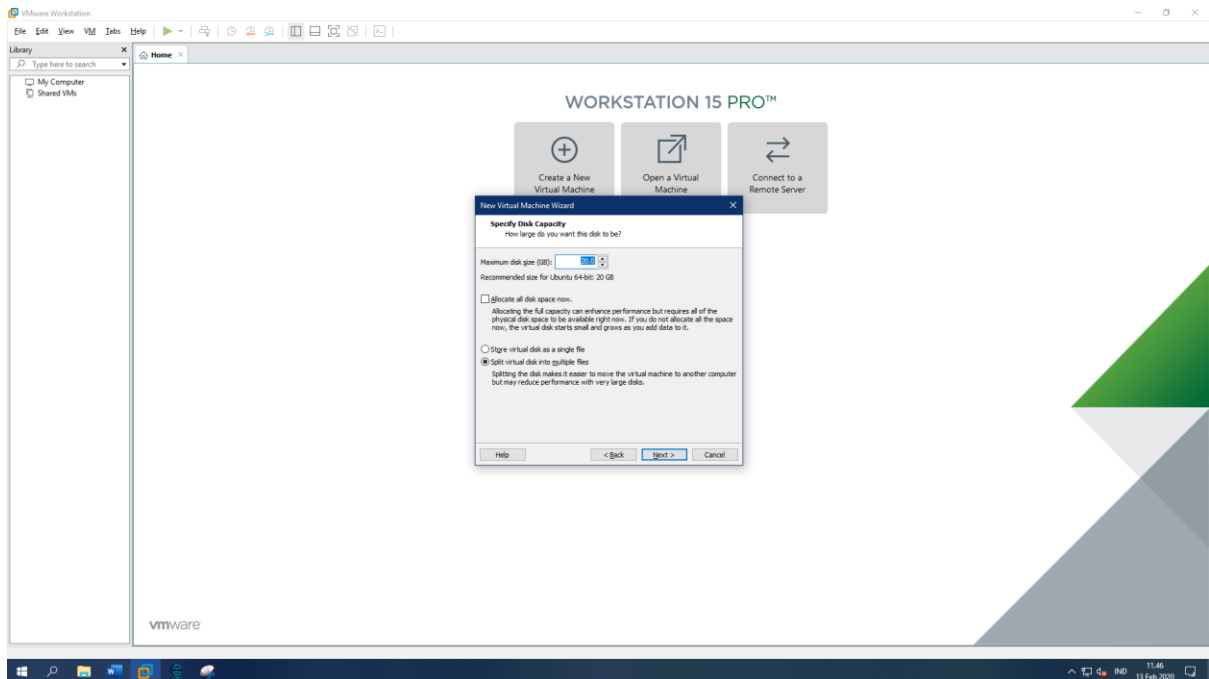 VMware Workstation
File Edit View VM Tabs Help
Library
Home
Type here to search
My Computer
Shared VMs
WORKSTATION 15 PRO™
Create a New
Virtual Machine
Open a Virtual
Machine
Connect to a
Remote Server
New Virtual Machine Wizard
Specify Disk Capacity
How large do you want this disk to be?
Maximum disk size (GB): 20.0
Recommended size for Ubuntu 64-bit: 20 GB
Allocate all disk space now.
Allocating the full capacity can enhance performance but requires all of the
physical disk space to be available right now. If you do not allocate all the space
now, the virtual disk starts small and grows as you add data to it.
Store virtual disk as a single file
Split virtual disk into multiple files
Splitting the disk makes it easier to move the virtual machine to another computer
but may reduce performance with very large disks.
Help < Back Next > Cancel
vmware
IND
11.46
13 Feb 2020